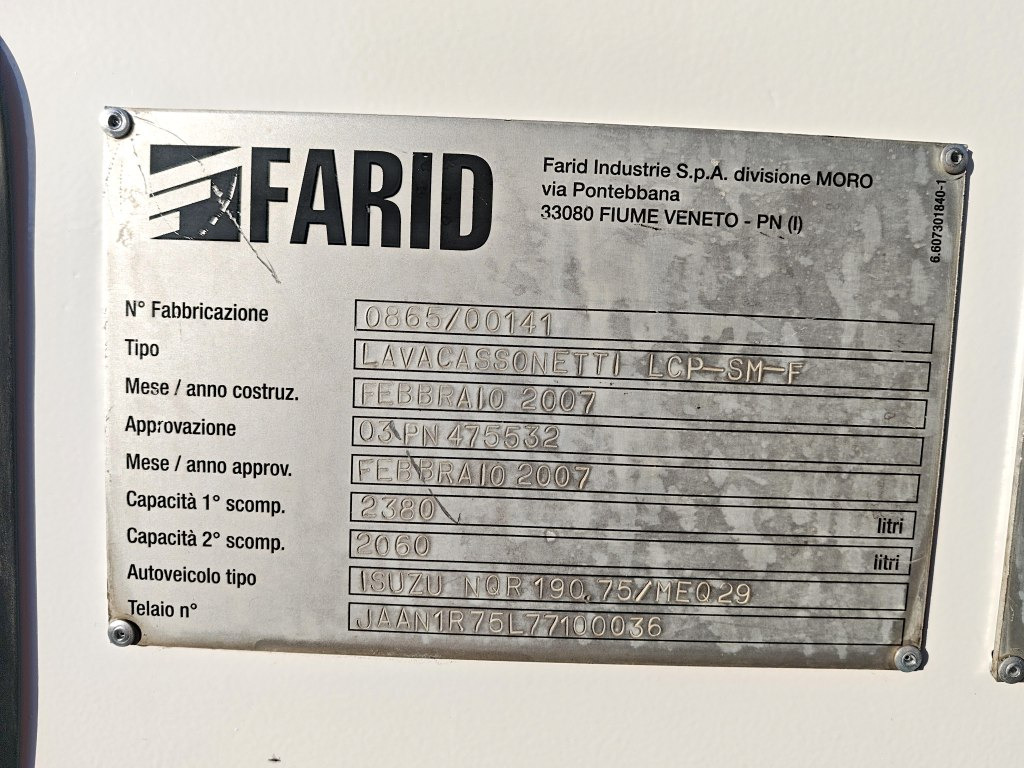 FARID
Farid Industrie S.p.A. divisione MORO
via Pontebbana
33080 FIUME VENETO - PN (I)
6.607301840-1
N° Fabbricazione 0865/00141
Tipo LAVACASSONETTI LCP-SM-F
Mese / anno costruz. FEBBRAIO 2007
Approvazione 03 PN 475532
Mese / anno approv. FEBBRAIO 2007
Capacità 1° scomp. 2380 litri
Capacità 2° scomp. 2060 litri
Autoveicolo tipo ISUZU NQR 190.75/MEQ29
Telaio n° JAAN1R75L77100036